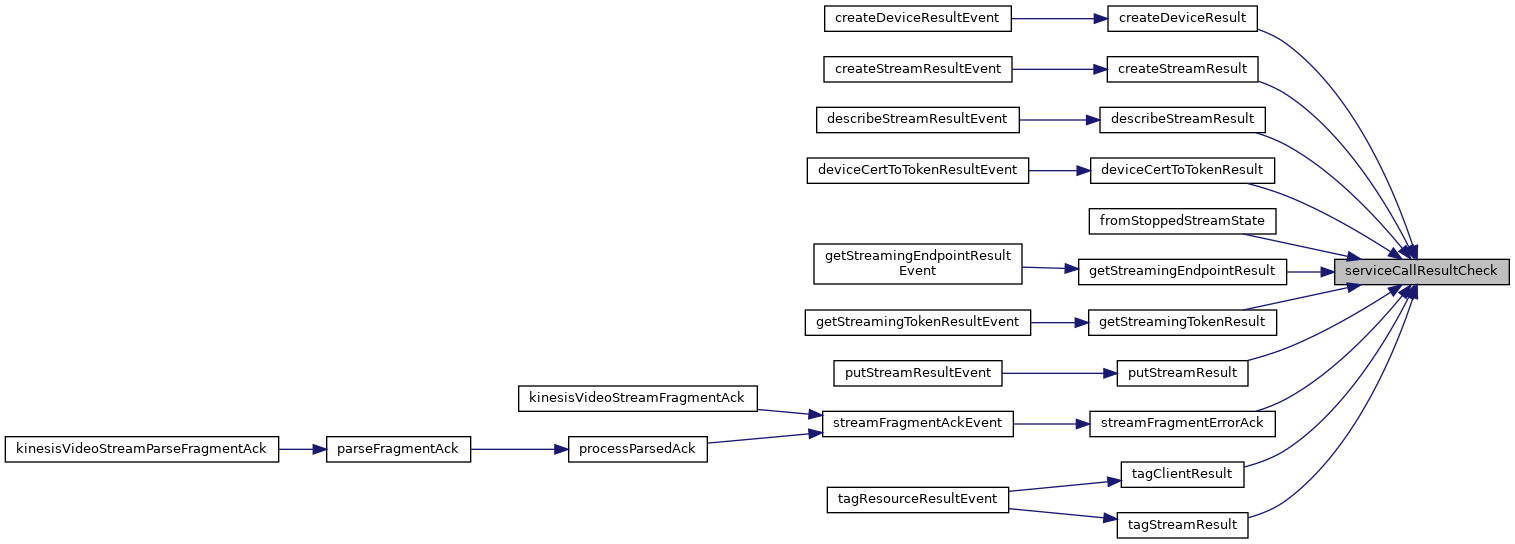 createDeviceResultEvent
createDeviceResult
createStreamResultEvent
createStreamResult
describeStreamResultEvent
describeStreamResult
deviceCertToTokenResultEvent
deviceCertToTokenResult
fromStoppedStreamState
getStreamingEndpointResult
Event
getStreamingEndpointResult
serviceCallResultCheck
getStreamingTokenResultEvent
getStreamingTokenResult
putStreamResultEvent
putStreamResult
kinesisVideoStreamFragmentAck
streamFragmentAckEvent
streamFragmentErrorAck
kinesisVideoStreamParseFragmentAck
parseFragmentAck
processParsedAck
tagClientResult
tagResourceResultEvent
tagStreamResult